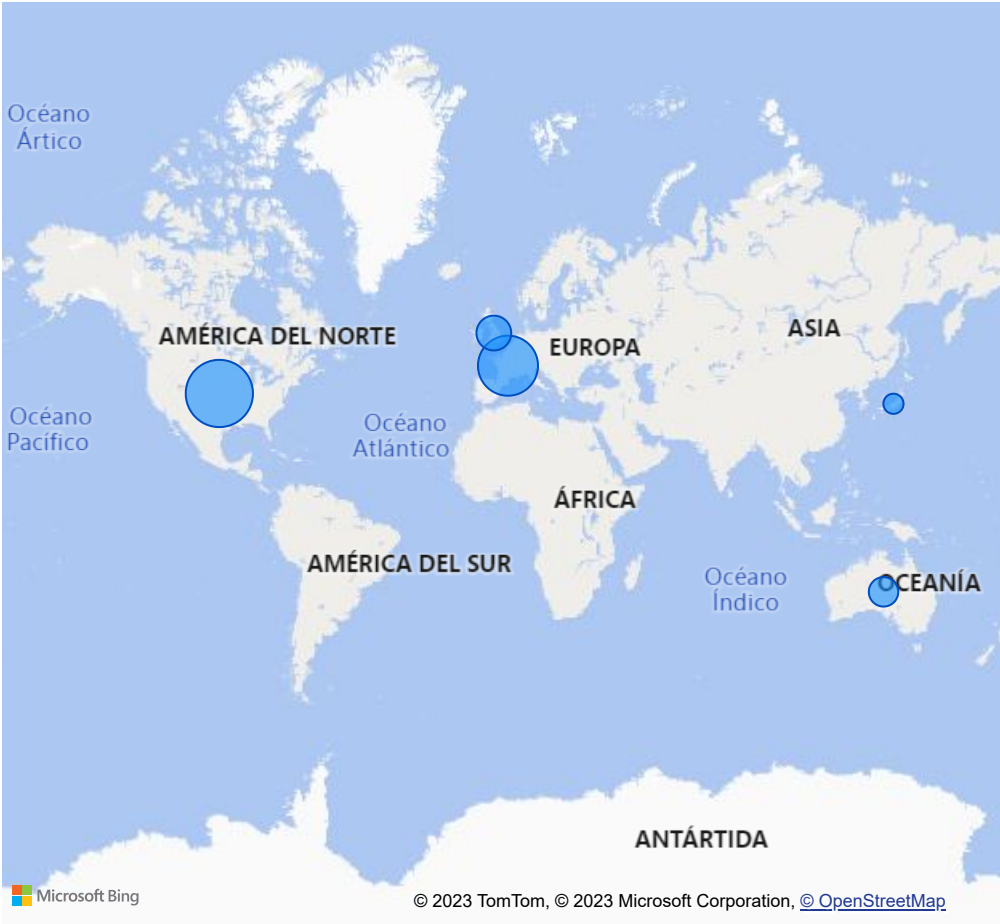 Océano
Ártico
AMÉRICA DEL NORTE
ASIA
EUROPA
Océano
Pacífico
Océano
Atlántico
ÁFRICA
AMÉRICA DEL SUR
Océano
Índico
OCEANÍA
ANTÁRTIDA
Microsoft Bing
© 2023 TomTom, © 2023 Microsoft Corporation, © OpenStreetMap